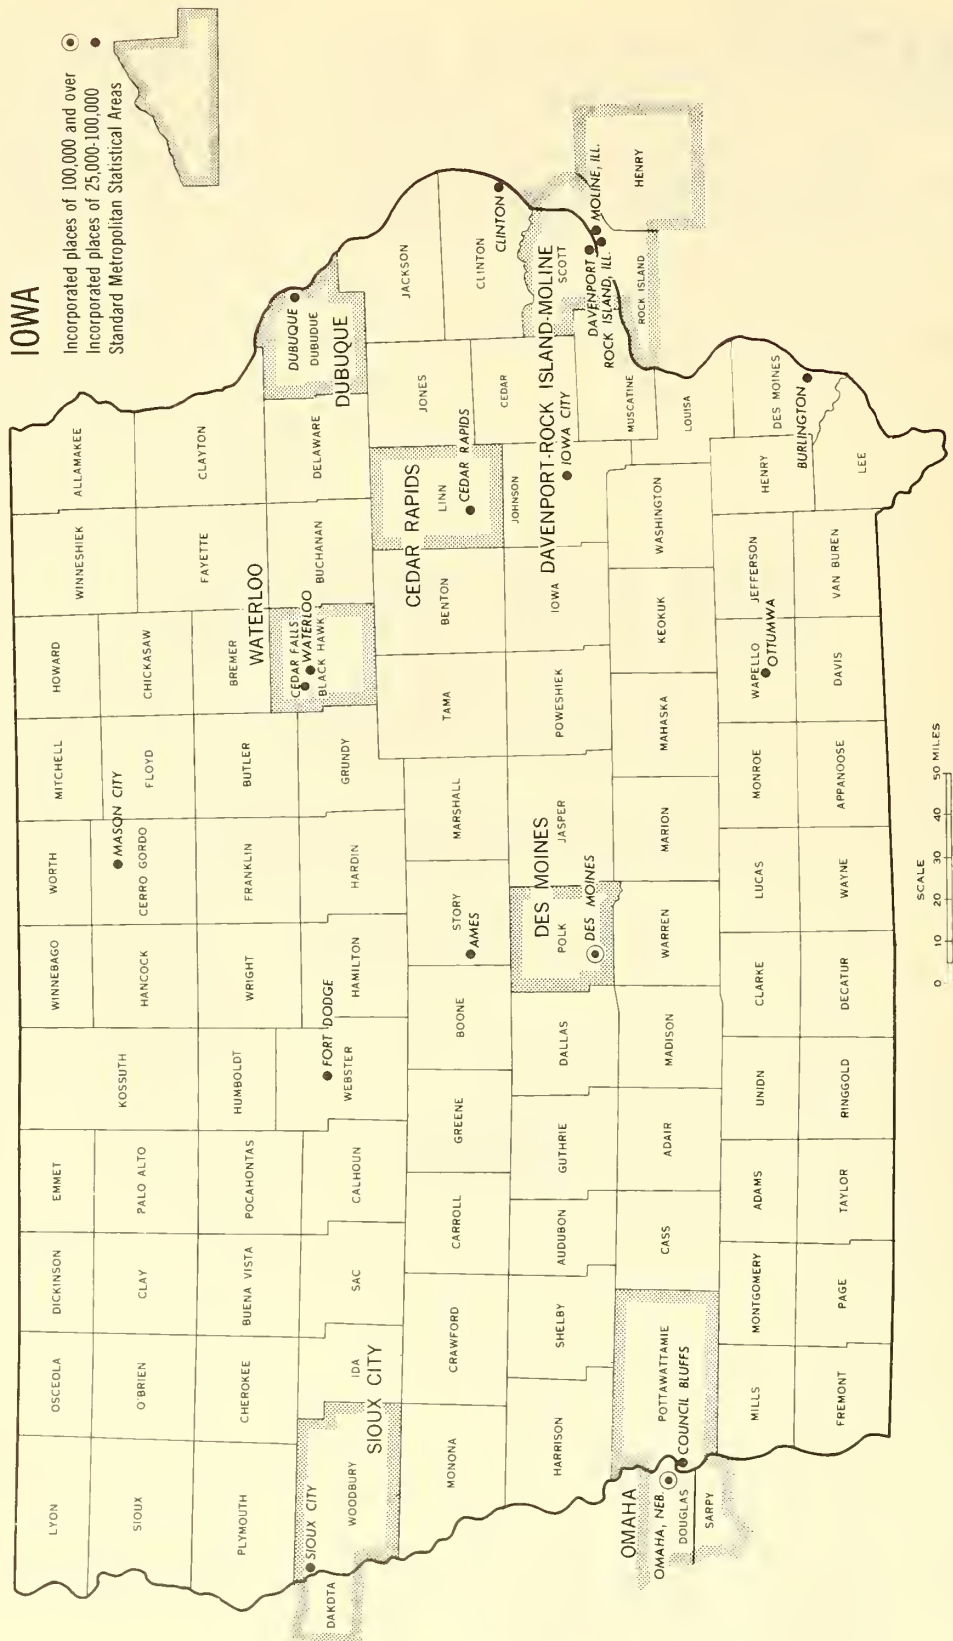 IOWA
Incorporated places of 100,000 and over
Incorporated places of 25,000-100,000
Standard Metropolitan Statistical Areas
LYON
OSCEOLA
DICKINSON
EMMET
KOSSUTH
WINNEBAGO
WORTH
MITCHELL
HOWARD
WINNESHIEK
ALLAMAKEE
SIOUX
O'BRIEN
CLAY
PALO ALTO
HANCOCK
CERRO GORDO
MASON CITY
FLOYD
CHICKASAW
FAYETTE
CLAYTON
PLYMOUTH
CHEROKEE
BUENA VISTA
POCAHONTAS
HUMBOLDT
WRIGHT
FRANKLIN
BUTLER
BREMER
WATERLOO
CEDAR FALLS
WATERLOO
BLACK HAWK
BUCHANAN
DELAWARE
DUBUQUE
DUBUDUE
DUBUQUE
DAKDTA
SIOUX CITY
WOODBURY
SIOUX CITY
IDA
SAC
CALHOUN
FORT DODGE
WEBSTER
HAMILTON
HARDIN
GRUNDY
MONONA
CRAWFORD
CARROLL
GREENE
BOONE
STORY
AMES
MARSHALL
TAMA
BENTON
CEDAR RAPIDS
LINN
CEDAR RAPIDS
JONES
JACKSON
HARRISON
SHELBY
AUDUBON
GUTHRIE
DALLAS
DES MOINES
POLK
DES MOINES
JASPER
POWESHIEK
IOWA
JOHNSON
IOWA CITY
CEDAR
CLINTON
CLINTON
DAVENPORT-ROCK ISLAND-MOLINE
SCOTT
DAVENPORT
MOLINE, ILL.
ROCK ISLAND, ILL.
ROCK ISLAND
HENRY
OMAHA
OMAHA, NEB.
DOUGLAS
SARPY
POTTAWATTAMIE
COUNCIL BLUFFS
CASS
ADAIR
MADISON
WARREN
MARION
MAHASKA
KEOKUK
WASHINGTON
MUSCATINE
LOUISA
MILLS
MONTGOMERY
ADAMS
UNIDN
CLARKE
LUCAS
MONROE
WAPELLO
OTTUMWA
JEFFERSON
HENRY
DES MOINES
BURLINGTON
FREMONT
PAGE
TAYLOR
RINGGOLD
DECATUR
WAYNE
APPANOOSE
DAVIS
VAN BUREN
LEE
SCALE
0 10 20 30 40 50 MILES